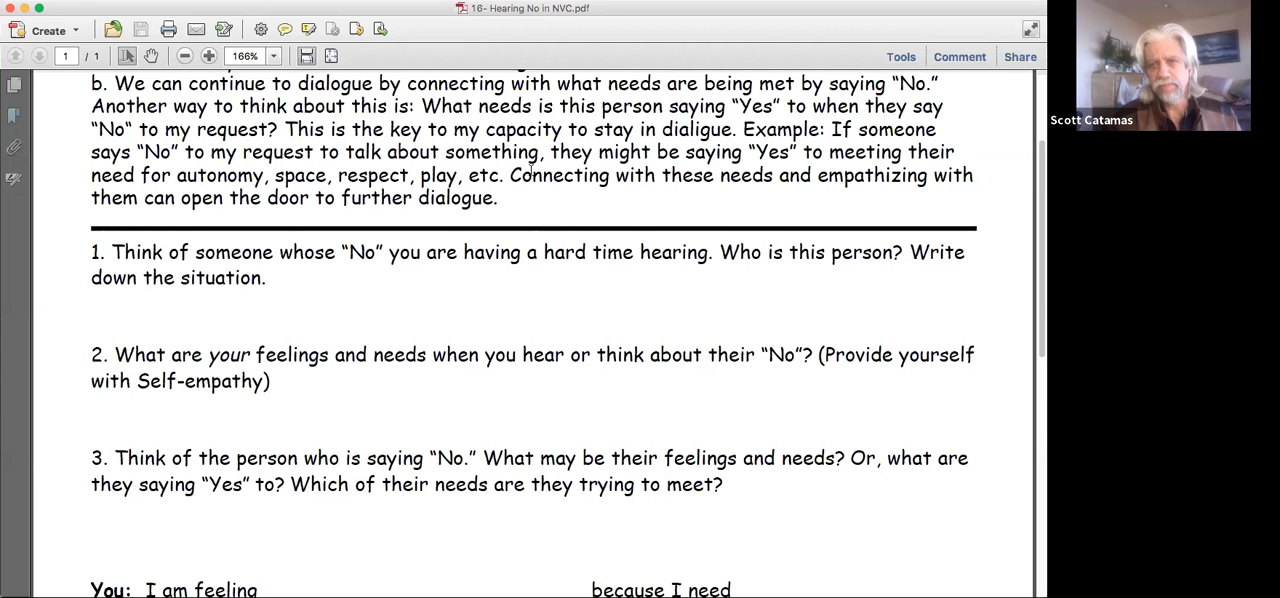 16- Hearing No in NVC.pdf
Create
1 / 1
166%
Tools
Comment
Share
b. We can continue to dialogue by connecting with what needs are being met by saying “No.”
Another way to think about this is: What needs is this person saying “Yes” to when they say
“No“ to my request? This is the key to my capacity to stay in dialigue. Example: If someone
says “No” to my request to talk about something, they might be saying “Yes” to meeting their
need for autonomy, space, respect, play, etc. Connecting with these needs and empathizing with
them can open the door to further dialogue.
1. Think of someone whose “No” you are having a hard time hearing. Who is this person? Write
down the situation.
2. What are your feelings and needs when you hear or think about their “No”? (Provide yourself
with Self-empathy)
3. Think of the person who is saying “No.” What may be their feelings and needs? Or, what are
they saying “Yes” to? Which of their needs are they trying to meet?
You: I am feeling because I need
Scott Catamas